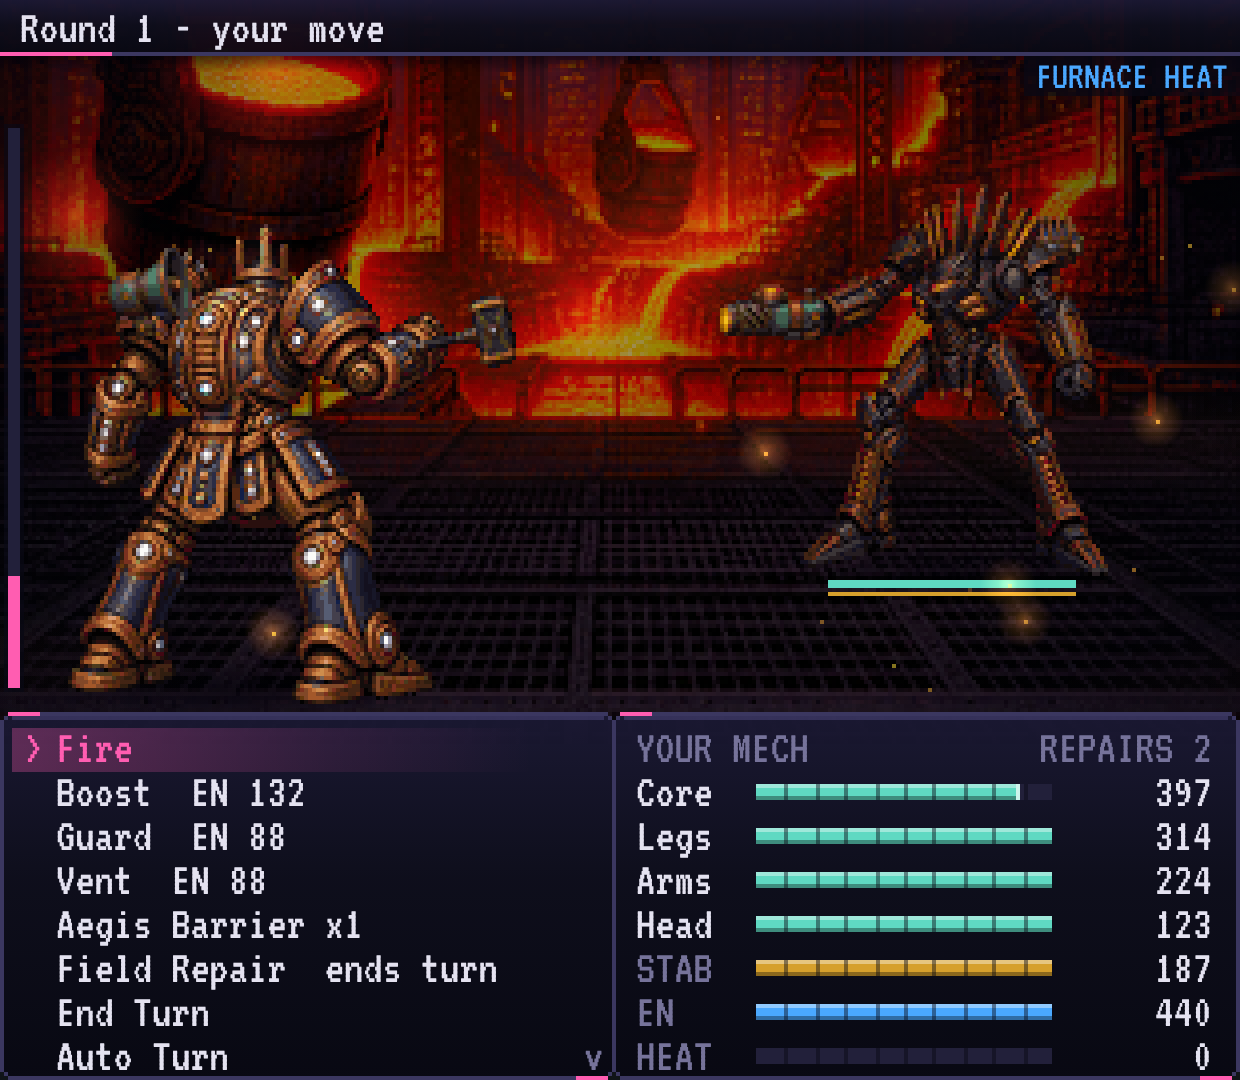 Round 1 - your move
FURNACE HEAT
> Fire
Boost EN 132
Guard EN 88
Vent EN 88
Aegis Barrier x1
Field Repair ends turn
End Turn
Auto Turn v
YOUR MECH REPAIRS 2
Core 397
Legs 314
Arms 224
Head 123
STAB 187
EN 440
HEAT 0